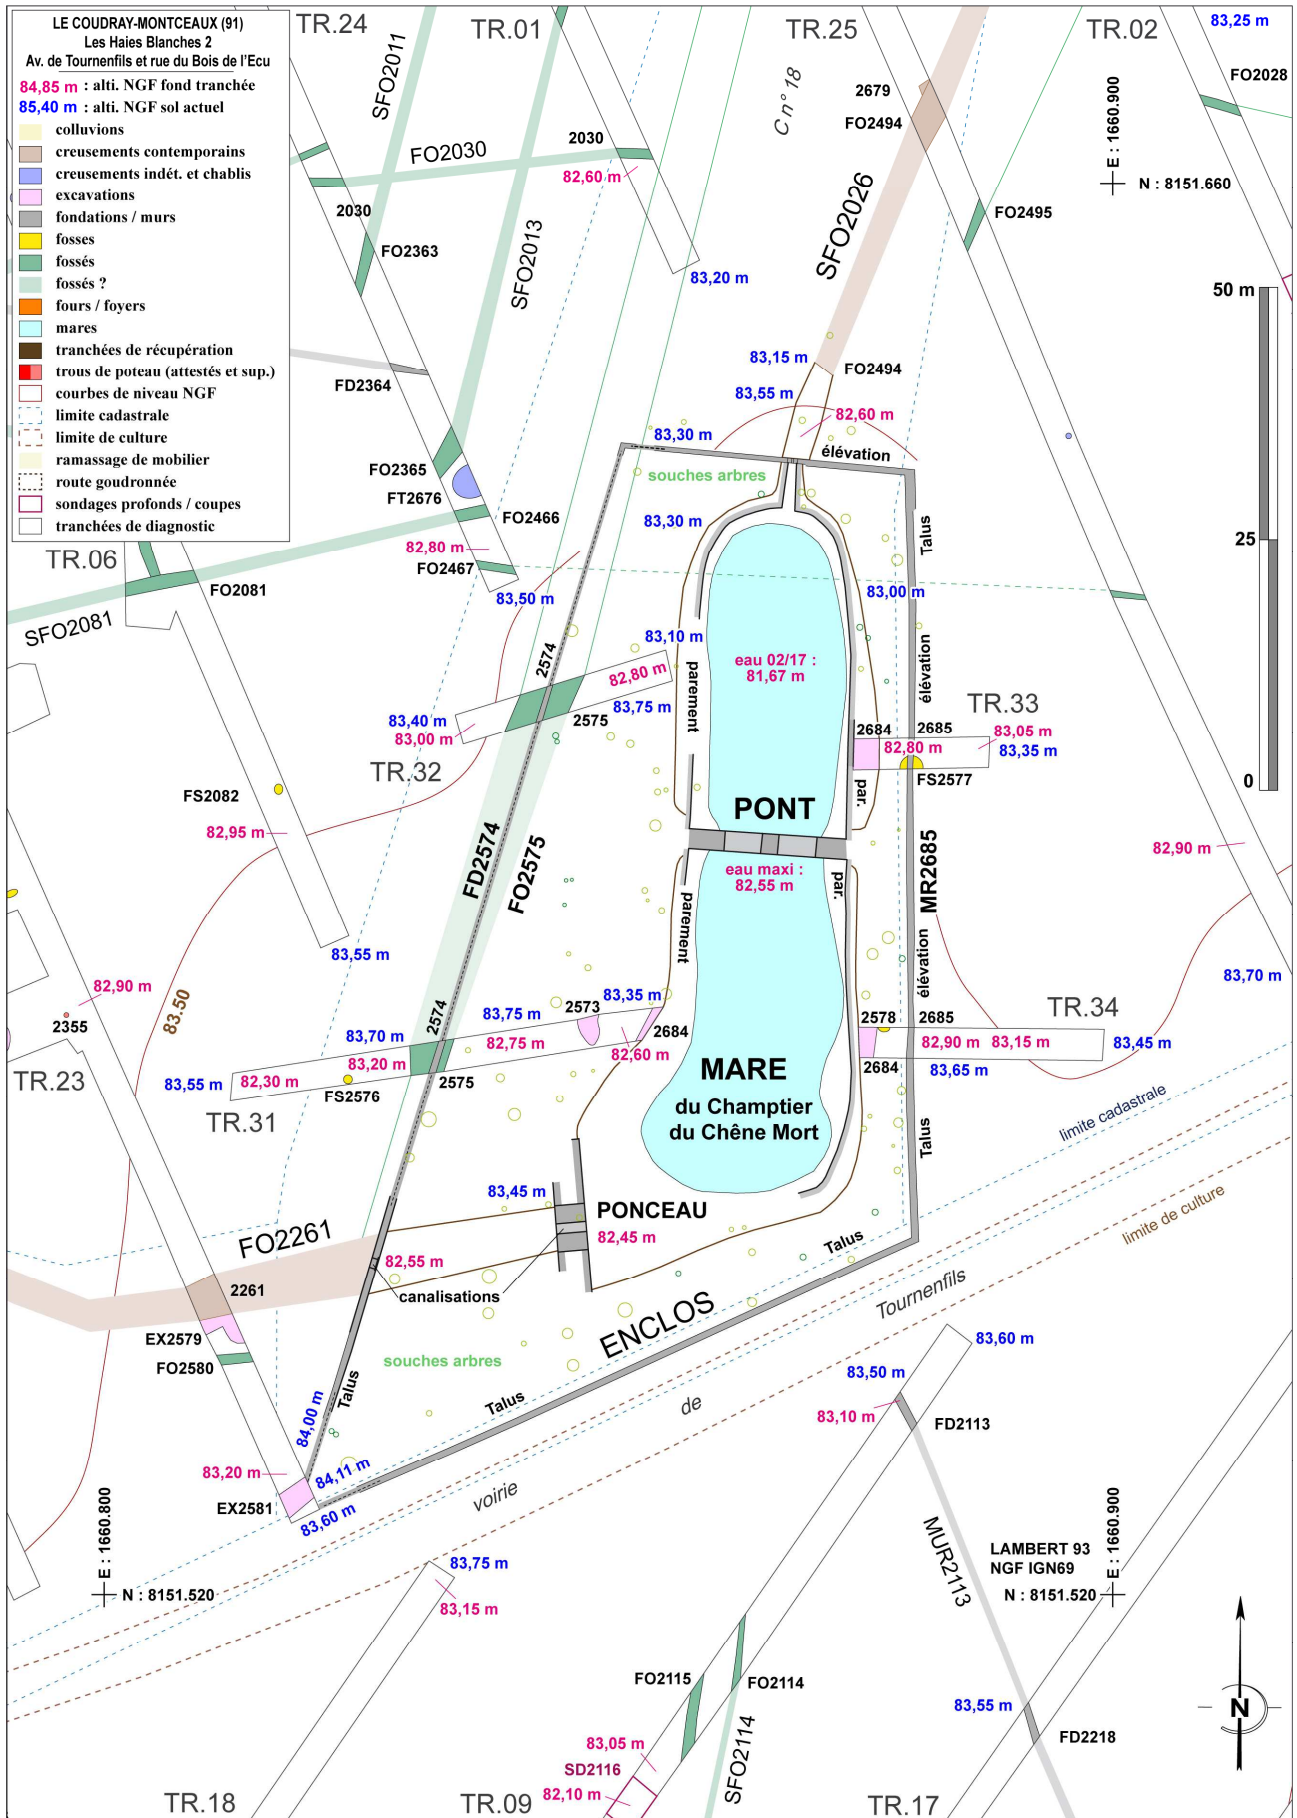 LE COUDRAY-MONTCEAUX (91)
Les Haies Blanches 2
Av. de Tournenfils et rue du Bois de l'Ecu
84,85 m : alti. NGF fond tranchée
85,40 m : alti. NGF sol actuel
colluvions
creusements contemporains
creusements indét. et chablis
excavations
fondations / murs
fosses
fossés
fossés ?
fours / foyers
mares
tranchées de récupération
trous de poteau (attestés et sup.)
courbes de niveau NGF
limite cadastrale
limite de culture
ramassage de mobilier
route goudronnée
sondages profonds / coupes
tranchées de diagnostic
TR.24
TR.01
TR.25
TR.02
83,25 m
SFO2011
C n° 18
2679
FO2494
FO2028
E : 1660.900
N : 8151.660
FO2030
2030
82,60 m
2030
FO2363
SFO2013
SFO2026
FO2495
83,20 m
50 m
83,15 m
FO2494
FD2364
83,55 m
82,60 m
83,30 m
élévation
FO2365
FT2676
souches arbres
FO2466
83,30 m
Talus
82,80 m
25
TR.06
FO2467
FO2081
83,50 m
83,00 m
SFO2081
83,10 m
2574
eau 02/17 :
81,67 m
82,80 m
parement
élévation
83,40 m
83,00 m
2575
83,75 m
TR.33
2684
2685
83,05 m
82,80 m
83,35 m
TR.32
FS2577
0
FS2082
par.
PONT
82,95 m
FD2574
FO2575
MR2685
82,90 m
eau maxi :
82,55 m
par.
parement
83,55 m
élévation
83,70 m
82,90 m
83.50
2355
83,35 m
2573
83,75 m
2574
83,70 m
2684
82,75 m
82,60 m
2578
2685
TR.34
82,90 m
83,15 m
83,45 m
83,20 m
TR.23
83,55 m
82,30 m
FS2576
2575
2684
83,65 m
MARE
du Champtier
du Chêne Mort
TR.31
Talus
limite cadastrale
83,45 m
PONCEAU
82,45 m
limite de culture
FO2261
Talus
82,55 m
2261
canalisations
EX2579
ENCLOS
Tournenfils
FO2580
souches arbres
83,60 m
83,50 m
Talus
Talus
de
83,10 m
FD2113
84,00 m
83,20 m
84,11 m
EX2581
83,60 m
voirie
E : 1660.800
N : 8151.520
83,75 m
83,15 m
MUR2113
LAMBERT 93
NGF IGN69
E : 1660.900
N : 8151.520
FO2115
FO2114
83,55 m
N
FD2218
83,05 m
SD2116
82,10 m
SFO2114
TR.18
TR.09
TR.17